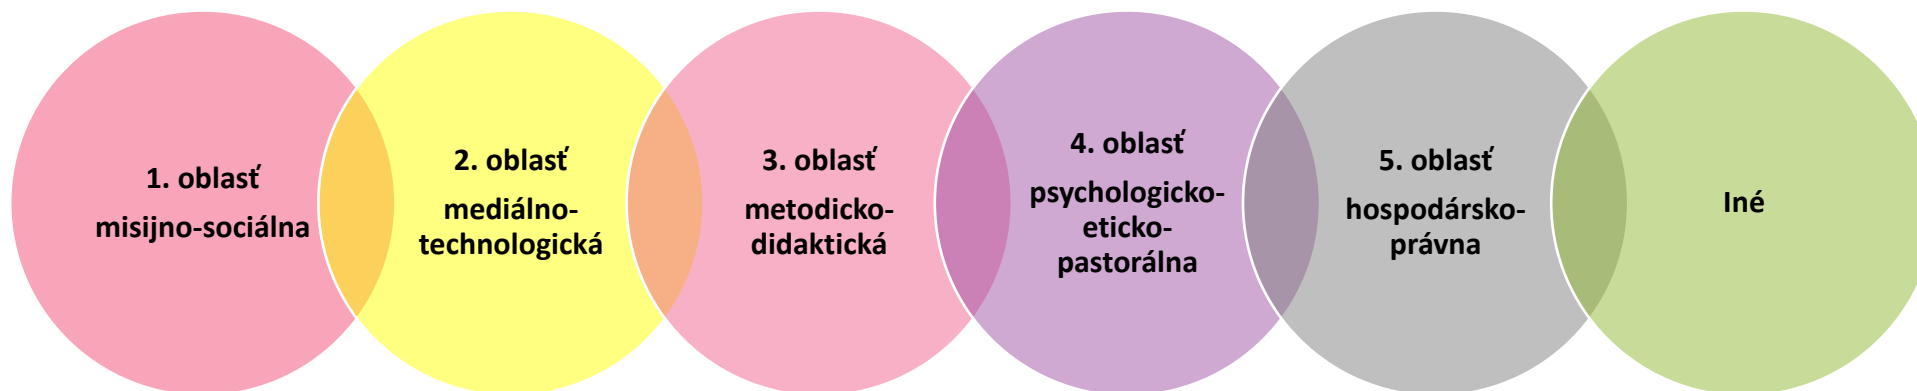 1. oblasť
misijno-sociálna
2. oblasť
mediálno-
technologická
3. oblasť
metodicko-
didaktická
4. oblasť
psychologicko-
eticko-
pastorálna
5. oblasť
hospodársko-
právna
Iné